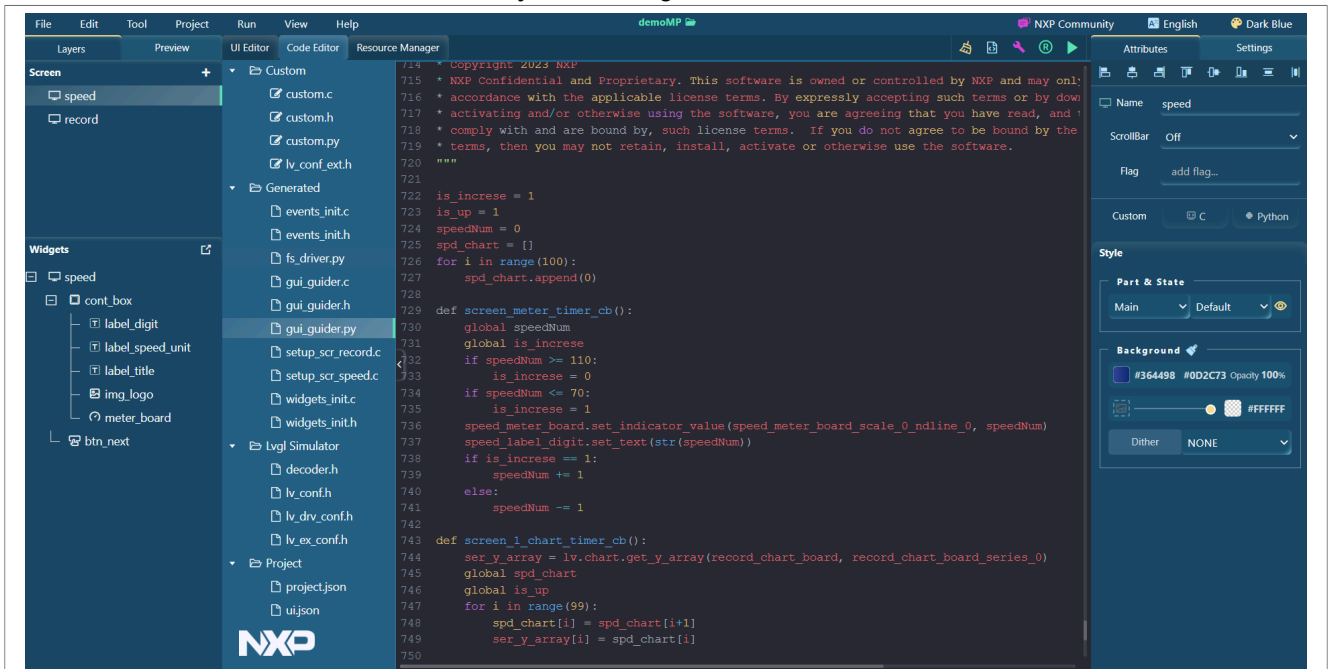 File Edit Tool Project Run View Help demoMP NXP Community English Dark Blue
Layers Preview UI Editor Code Editor Resource Manager Attributes Settings
Screen +
speed
record
Widgets
speed
cont_box
label_digit
label_speed_unit
label_title
img_logo
meter_board
btn_next
Custom
custom.c
custom.h
custom.py
lv_conf_ext.h
Generated
events_init.c
events_init.h
fs_driver.py
gui_guider.c
gui_guider.h
gui_guider.py
setup_scr_record.c
setup_scr_speed.c
widgets_init.c
widgets_init.h
Lvgl Simulator
decoder.h
lv_conf.h
lv_drv_conf.h
lv_ex_conf.h
Project
project.json
ui.json
NXP
714 * Copyright 2023 NXP
715 * NXP Confidential and Proprietary. This software is owned or controlled by NXP and may only
716 * accordance with the applicable license terms. By expressly accepting such terms or by dow
717 * activating and/or otherwise using the software, you are agreeing that you have read, and
718 * comply with and are bound by, such license terms.  If you do not agree to be bound by the
719 * terms, then you may not retain, install, activate or otherwise use the software.
720 """
721
722 is_increse = 1
723 is_up = 1
724 speedNum = 0
725 spd_chart = []
726 for i in range(100):
727     spd_chart.append(0)
728
729 def screen_meter_timer_cb():
730     global speedNum
731     global is_increse
732     if speedNum >= 110:
733         is_increse = 0
734     if speedNum <= 70:
735         is_increse = 1
736     speed_meter_board.set_indicator_value(speed_meter_board_scale_0_ndline_0, speedNum)
737     speed_label_digit.set_text(str(speedNum))
738     if is_increse == 1:
739         speedNum += 1
740     else:
741         speedNum -= 1
742
743 def screen_1_chart_timer_cb():
744     ser_y_array = lv.chart.get_y_array(record_chart_board, record_chart_board_series_0)
745     global spd_chart
746     global is_up
747     for i in range(99):
748         spd_chart[i] = spd_chart[i+1]
749         ser_y_array[i] = spd_chart[i]
750
Name speed
ScrollBar Off
Flag add flag...
Custom C Python
Style
Part & State
Main Default
Background
#364498 #0D2C73 Opacity 100%
#FFFFFF
Dither NONE